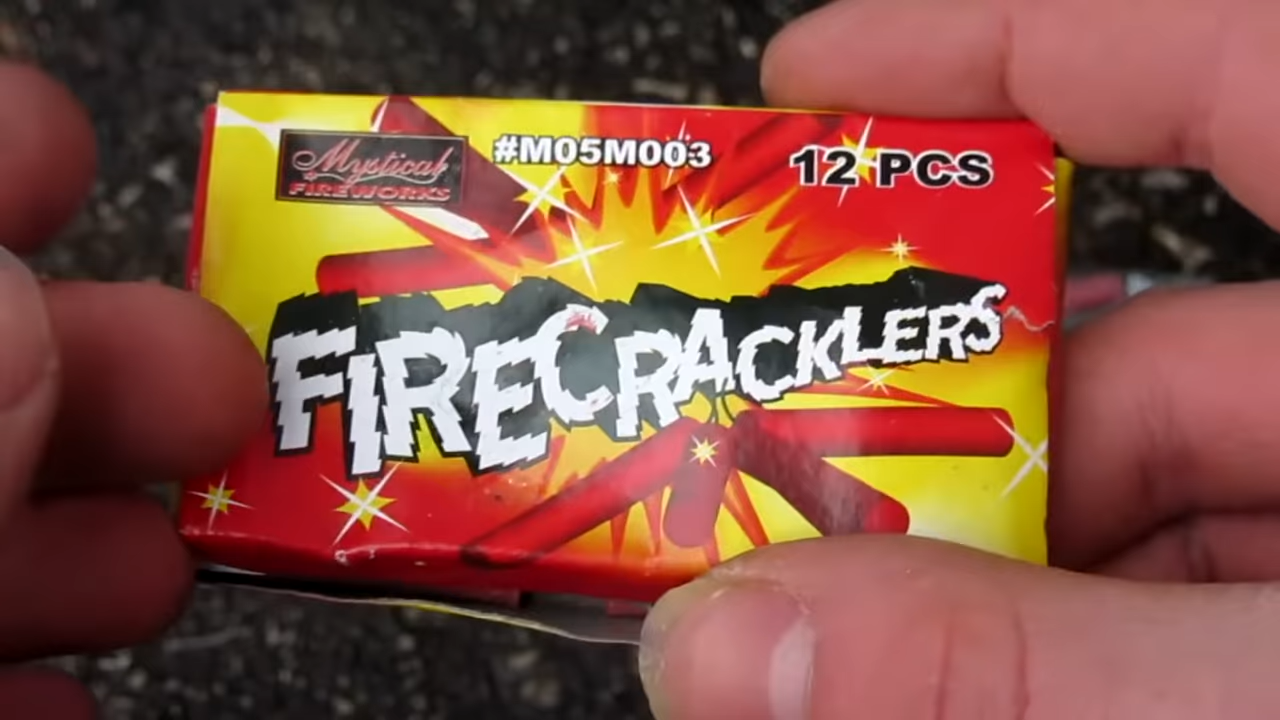 Mystical
FIREWORKS
#M05M003
12 PCS
FIRECRACKLERS